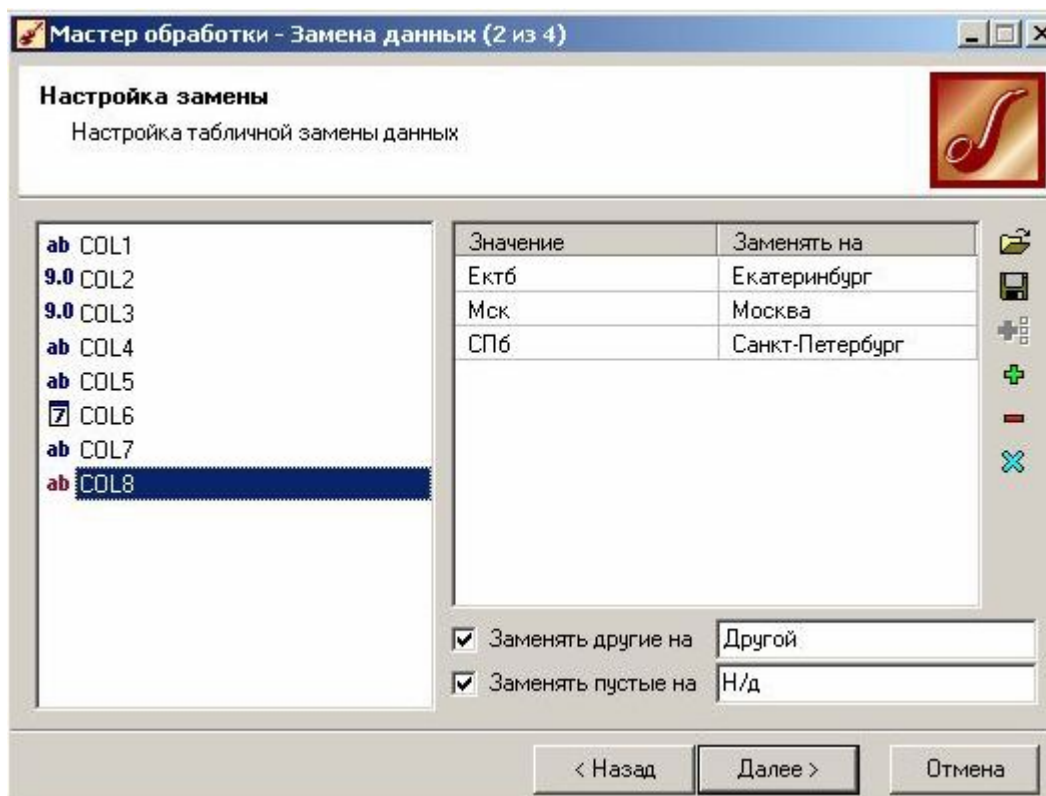 Мастер обработки - Замена данных (2 из 4)
Настройка замены
Настройка табличной замены данных
ab COL1
9.0 COL2
9.0 COL3
ab COL4
ab COL5
7 COL6
ab COL7
ab COL8
Значение Заменять на
Ектб Екатеринбург
Мск Москва
СПб Санкт-Петербург
Заменять другие на Другой
Заменять пустые на Н/д
< Назад Далее > Отмена